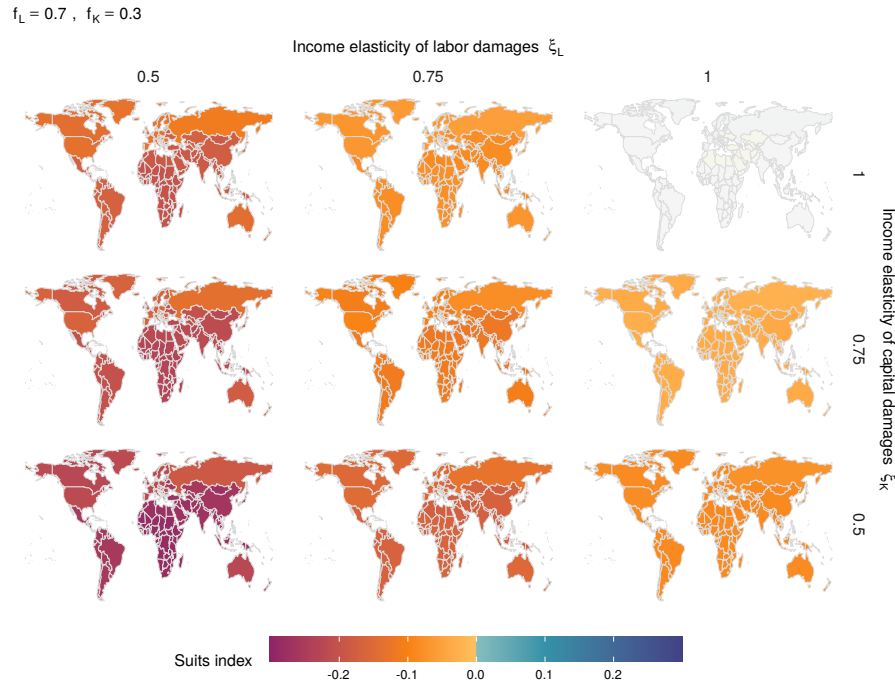 f_L = 0.7 , f_K = 0.3
Income elasticity of labor damages ξ_L
0.5 0.75 1
1
0.75
0.5
Income elasticity of capital damages ξ_K
Suits index
-0.2 -0.1 0.0 0.1 0.2